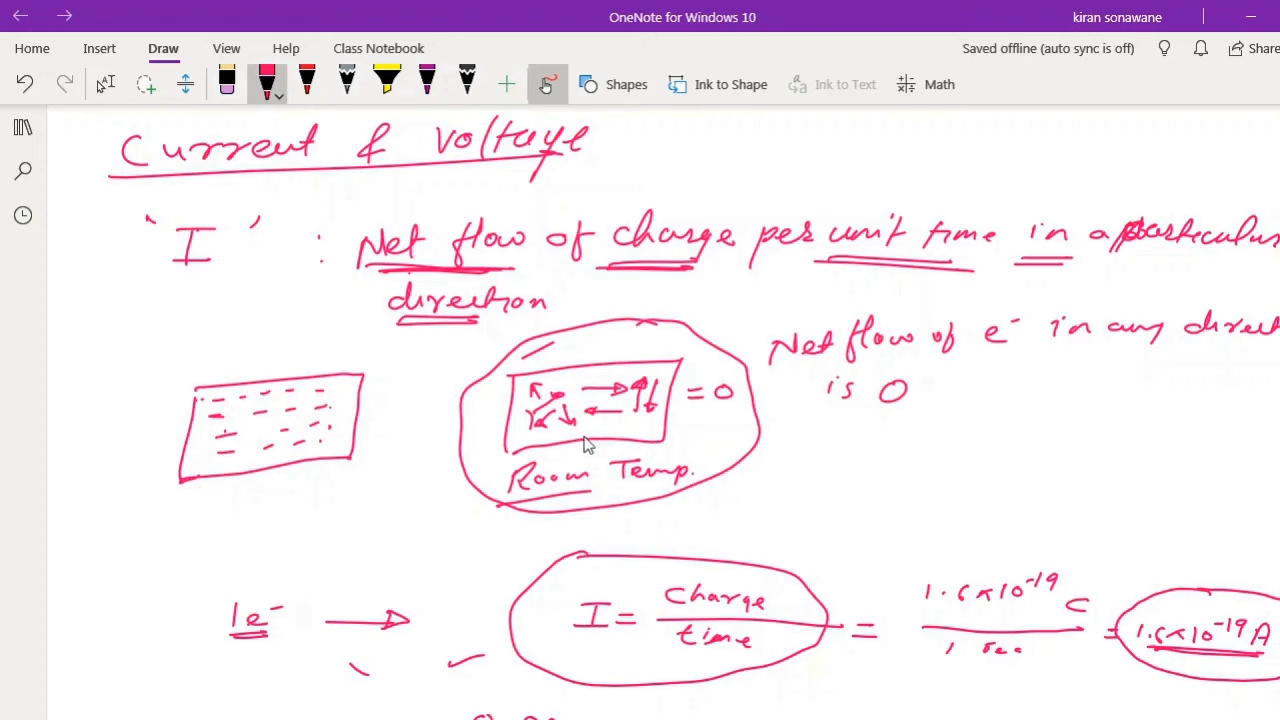 OneNote for Windows 10
kiran sonawane
Home Insert Draw View Help Class Notebook
Saved offline (auto sync is off)
Share
Shapes Ink to Shape Ink to Text Math
Current & Voltage
'I' : Net flow of charge per unit time in a particular
direction
Net flow of e⁻ in any direct
is 0
= 0
Room Temp.
1e⁻ → I = charge / time = 1.6×10⁻¹⁹ C / 1 sec = 1.6×10⁻¹⁹ A